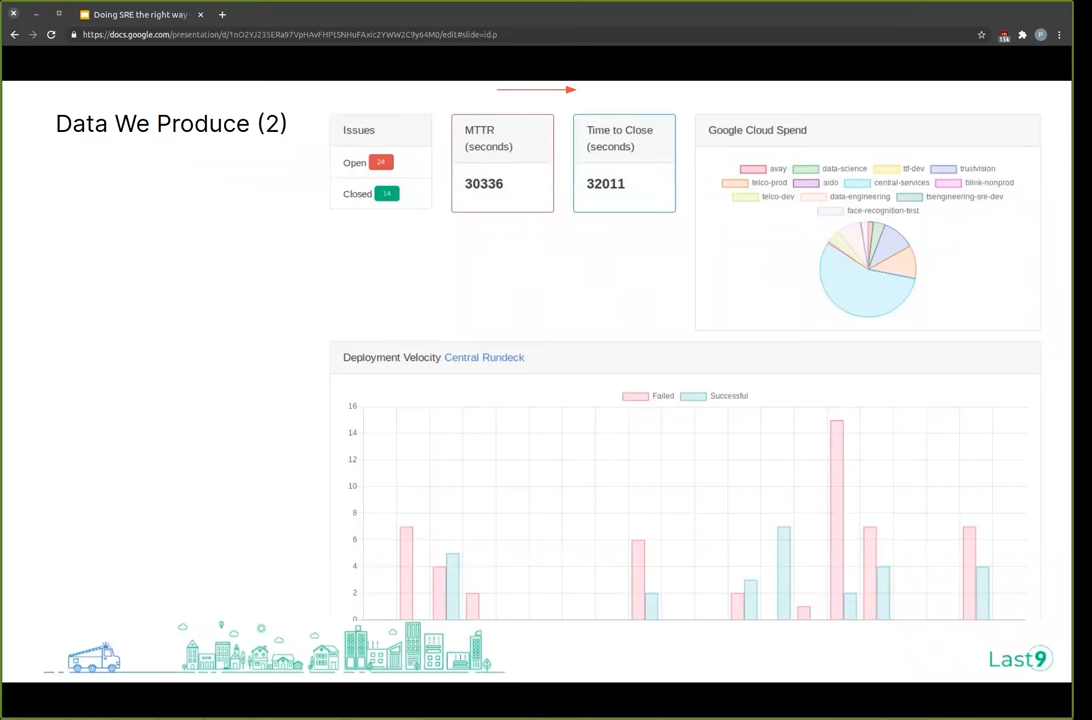 Doing SRE the right way
https://docs.google.com/presentation/d/1nO2YJ235ERa97VpHAvFHPtSNHuFAxic2YWW2C9y64M0/edit#slide=id.p
15k
P
Data We Produce (2)
Issues
Open 24
Closed 14
MTTR
(seconds)
30336
Time to Close
(seconds)
32011
Google Cloud Spend
avay data-science ttf-dev trustvision
telco-prod aido central-services blink-nonprod
telco-dev data-engineering tsengineering-sre-dev
face-recognition-test
Deployment Velocity Central Rundeck
Failed Successful
16
14
12
10
8
6
4
2
0
Last9